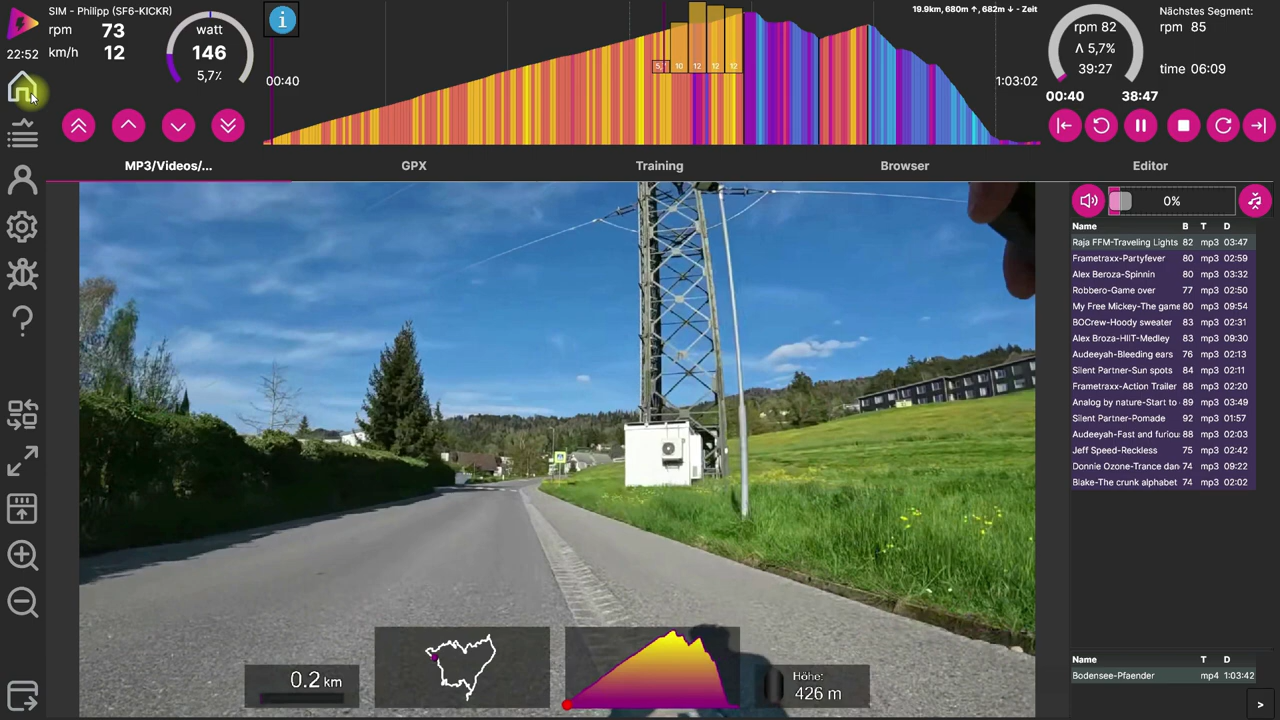 SIM - Philipp (SF6-KICKR)
rpm 73
km/h 12
22:52
watt
146
5,7%
00:40
19.9km, 680m ↑, 682m ↓ - Zeit
5,7
10
12
12
12
1:03:02
rpm 82
Λ 5,7%
39:27
00:40 38:47
Nächstes Segment:
rpm 85
time 06:09
MP3/Videos/...
GPX
Training
Browser
Editor
0%
Name B T D
Raja FFM-Traveling Lights 82 mp3 03:47
Frametraxx-Partyfever 80 mp3 02:59
Alex Beroza-Spinnin 80 mp3 03:32
Robbero-Game over 77 mp3 02:50
My Free Mickey-The game 80 mp3 09:54
BOCrew-Hoody sweater 83 mp3 02:31
Alex Broza-HIIT-Medley 83 mp3 09:30
Audeeyah-Bleeding ears 76 mp3 02:13
Silent Partner-Sun spots 84 mp3 02:11
Frametraxx-Action Trailer 88 mp3 02:20
Analog by nature-Start to 89 mp3 03:49
Silent Partner-Pomade 92 mp3 01:57
Audeeyah-Fast and furiou 88 mp3 02:03
Jeff Speed-Reckless 75 mp3 02:42
Donnie Ozone-Trance dan 74 mp3 09:22
Blake-The crunk alphabet 74 mp3 02:02
0.2 km
Höhe:
426 m
Name T D
Bodensee-Pfaender mp4 1:03:42
>